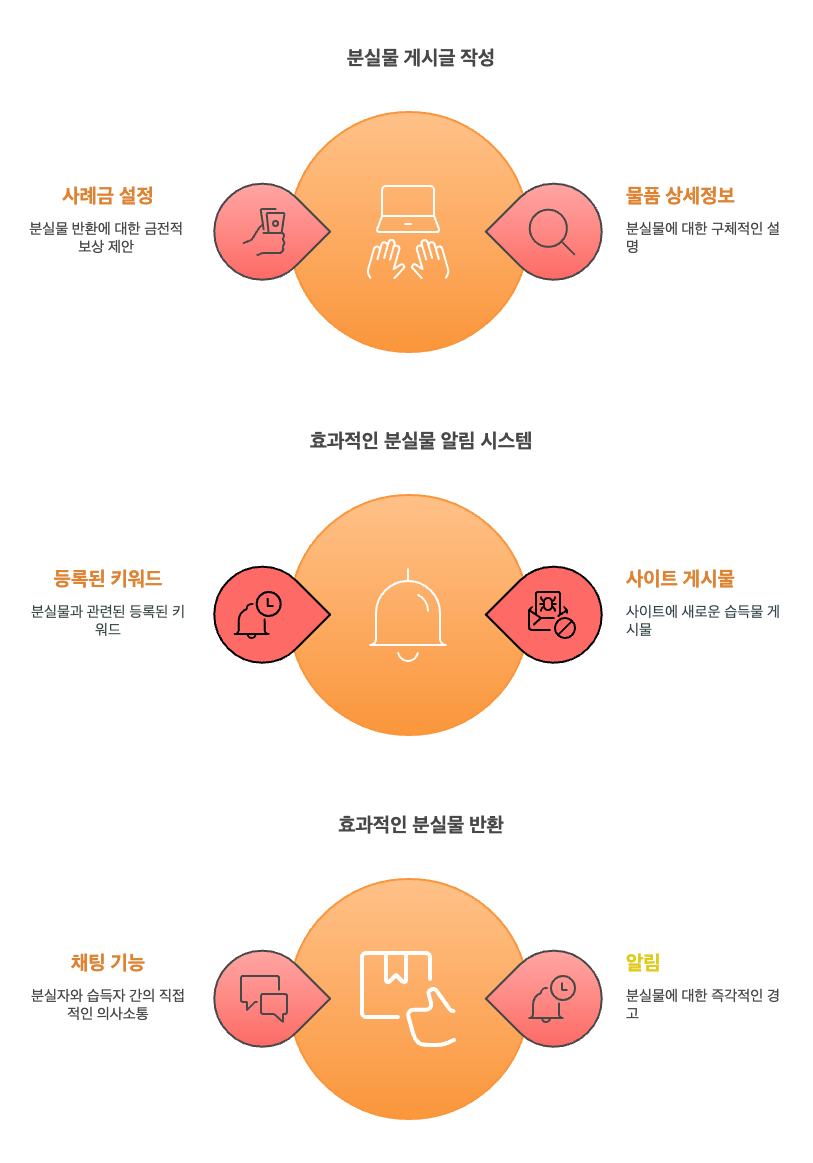 분실물 게시글 작성
사례금 설정
분실물 반환에 대한 금전적
보상 제안
물품 상세정보
분실물에 대한 구체적인 설
명
효과적인 분실물 알림 시스템
등록된 키워드
분실물과 관련된 등록된 키
워드
사이트 게시물
사이트에 새로운 습득물 게
시물
효과적인 분실물 반환
채팅 기능
분실자와 습득자 간의 직접
적인 의사소통
알림
분실물에 대한 즉각적인 경
고